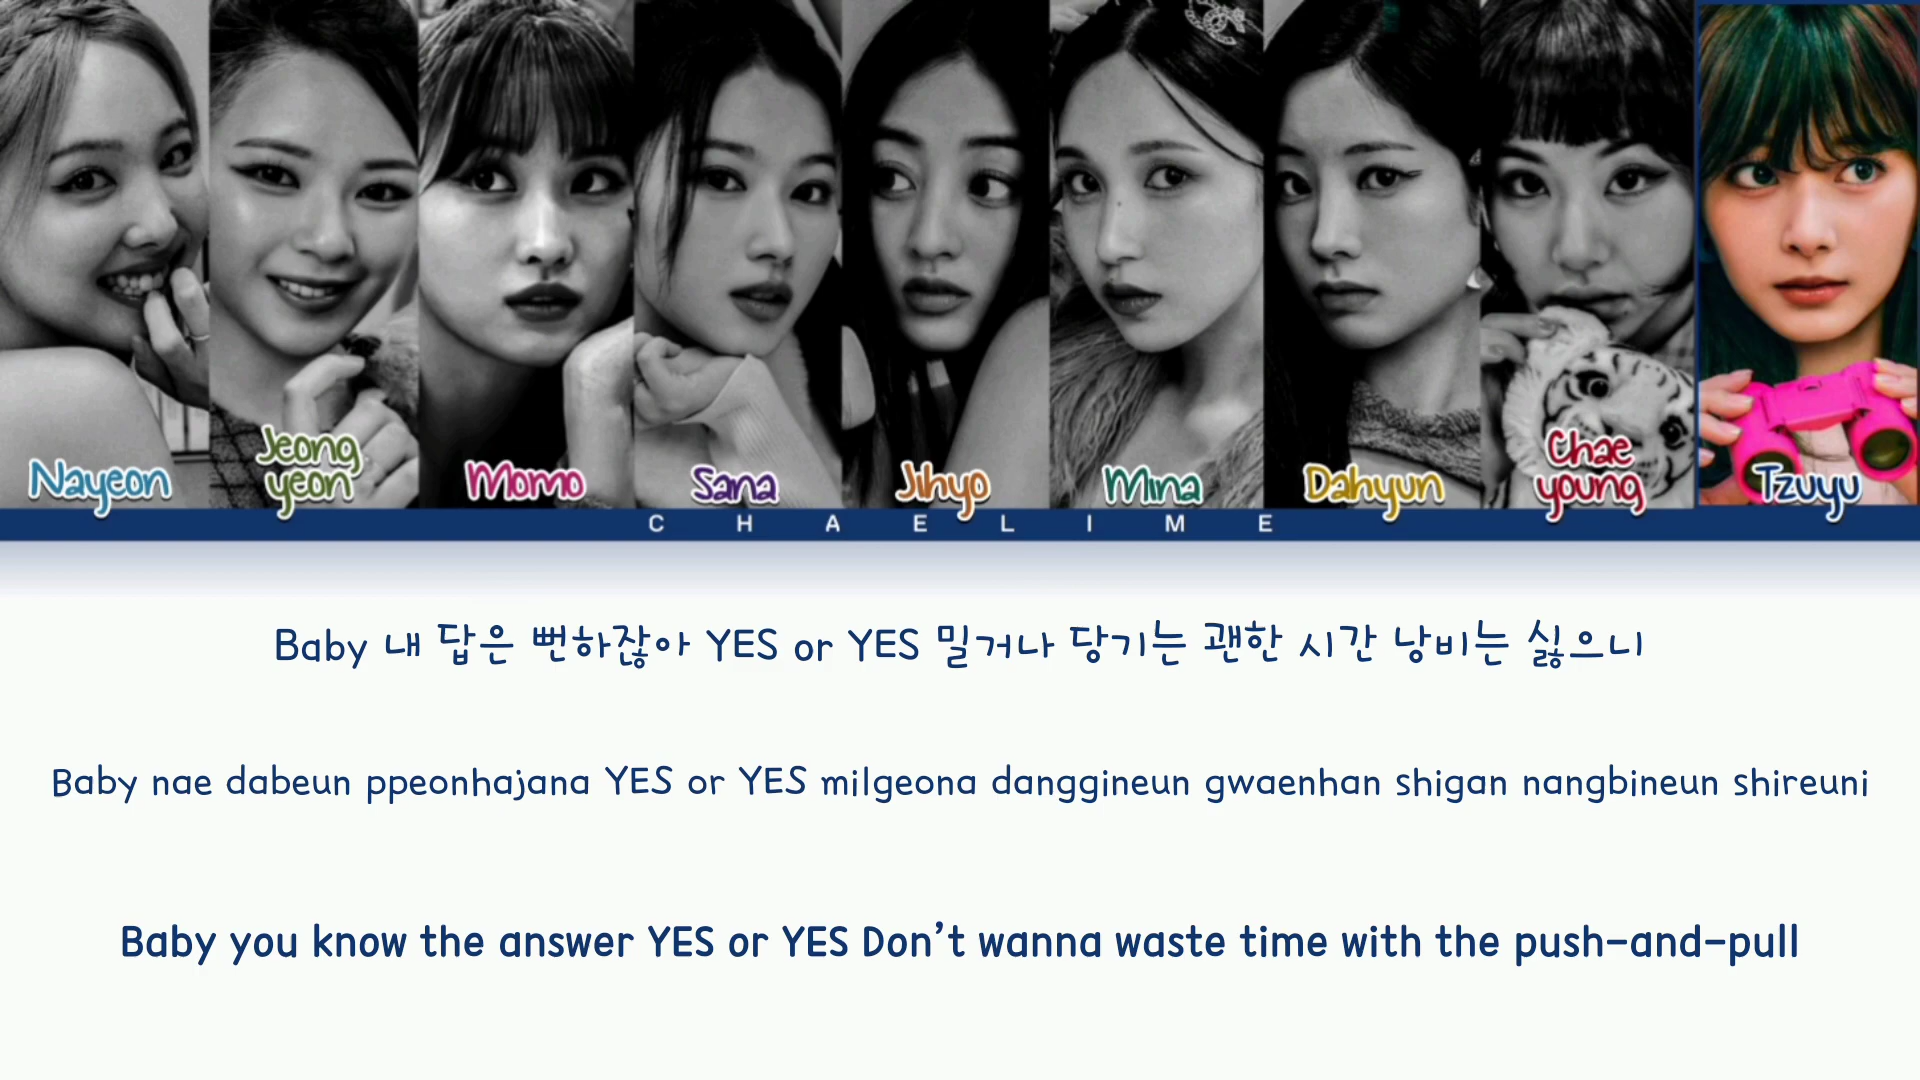 Nayeon
Jeong
yeon
Momo
Sana
Jihyo
Mina
Dahyun
Chae
young
Tzuyu
CHAELIME
Baby 내 답은 뻔하잖아 YES or YES 밀거나 당기는 괜한 시간 낭비는 싫으니
Baby nae dabeun ppeonhajana YES or YES milgeona danggineun gwaenhan shigan nangbineun shireuni
Baby you know the answer YES or YES Don't wanna waste time with the push-and-pull